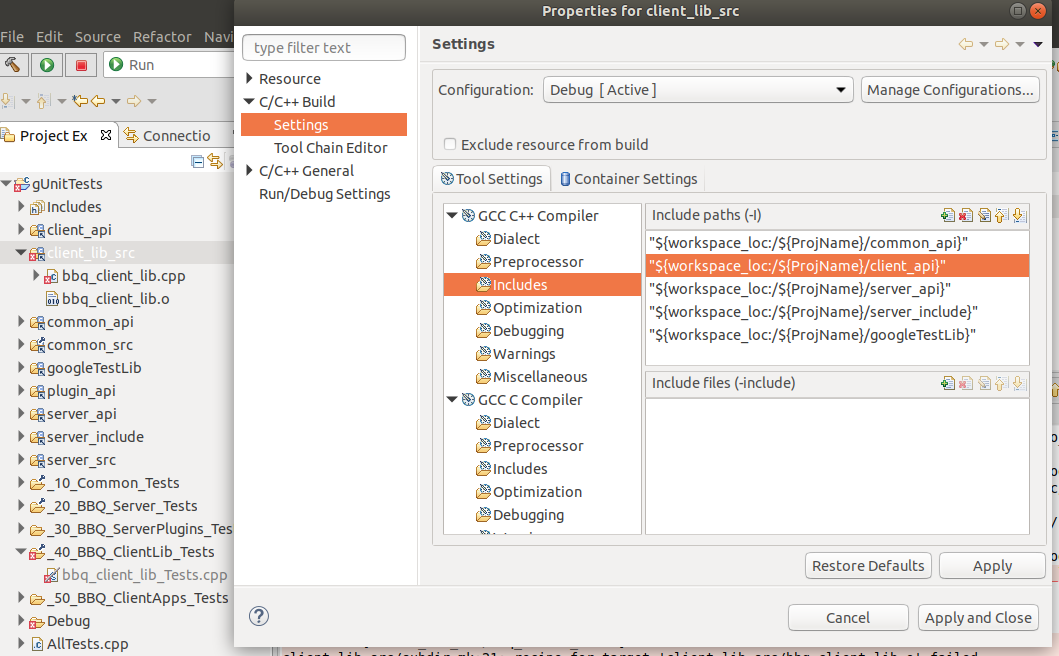 Properties for client_lib_src
File Edit Source Refactor Navi
Run
Project Ex
Connectio
gUnitTests
Includes
client_api
client_lib_src
bbq_client_lib.cpp
bbq_client_lib.o
common_api
common_src
googleTestLib
plugin_api
server_api
server_include
server_src
_10_Common_Tests
_20_BBQ_Server_Tests
_30_BBQ_ServerPlugins_Tes
_40_BBQ_ClientLib_Tests
bbq_client_lib_Tests.cpp
_50_BBQ_ClientApps_Tests
Debug
AllTests.cpp
type filter text
Resource
C/C++ Build
Settings
Tool Chain Editor
C/C++ General
Run/Debug Settings
Settings
Configuration: Debug [ Active ] Manage Configurations...
Exclude resource from build
Tool Settings Container Settings
GCC C++ Compiler
Dialect
Preprocessor
Includes
Optimization
Debugging
Warnings
Miscellaneous
GCC C Compiler
Dialect
Preprocessor
Includes
Optimization
Debugging
Include paths (-I)
"${workspace_loc:/${ProjName}/common_api}"
"${workspace_loc:/${ProjName}/client_api}"
"${workspace_loc:/${ProjName}/server_api}"
"${workspace_loc:/${ProjName}/server_include}"
"${workspace_loc:/${ProjName}/googleTestLib}"
Include files (-include)
Restore Defaults Apply
Cancel Apply and Close